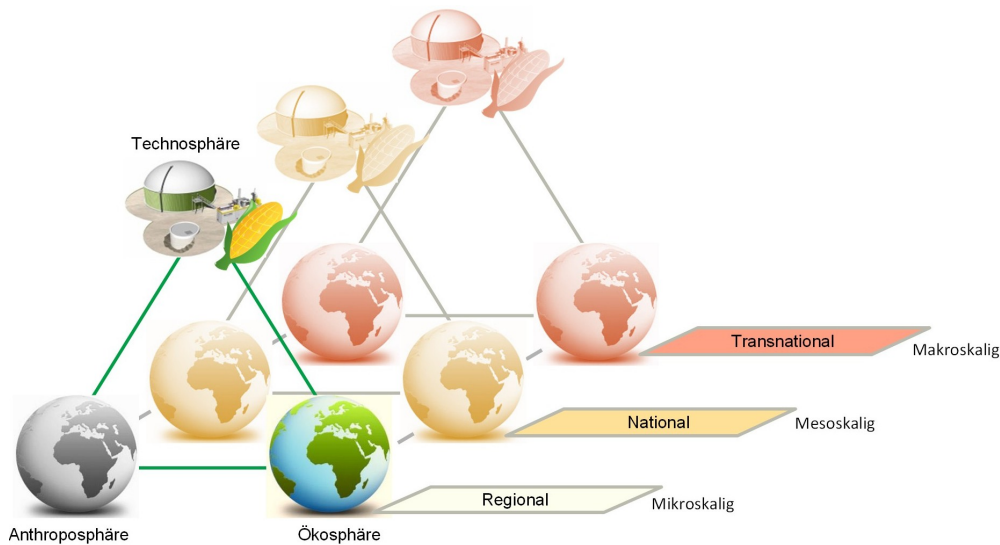 Technosphäre
Transnational
Makroskalig
National
Mesoskalig
Regional
Mikroskalig
Anthroposphäre
Ökosphäre